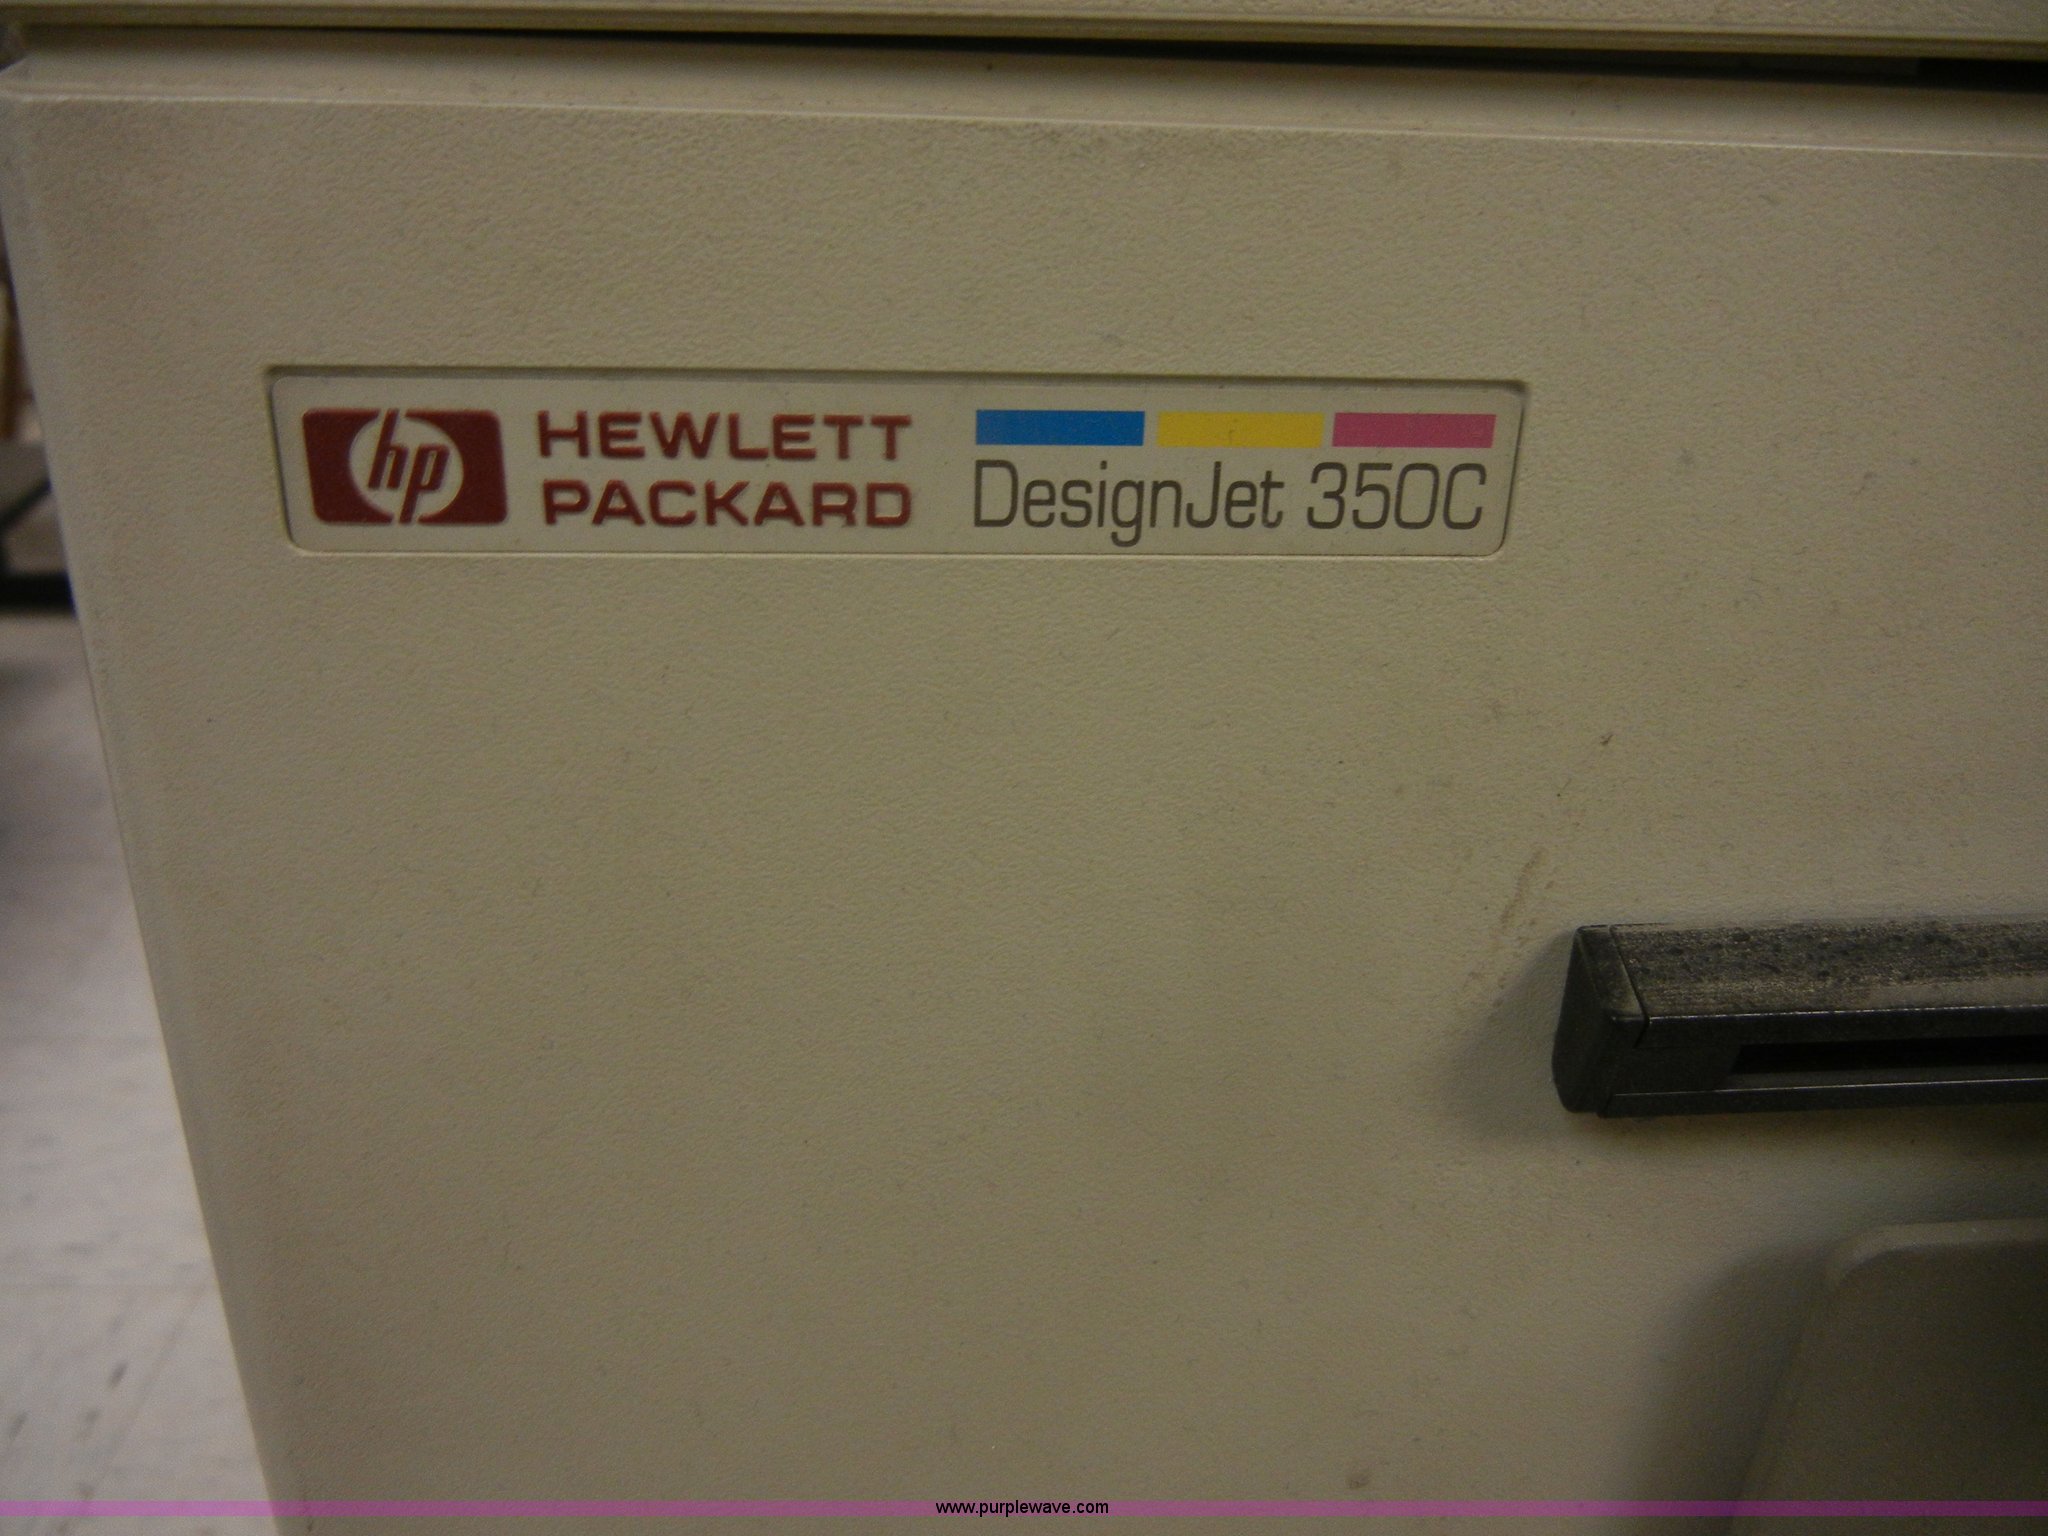 hp HEWLETT
PACKARD
DesignJet 350C
www.purplewave.com